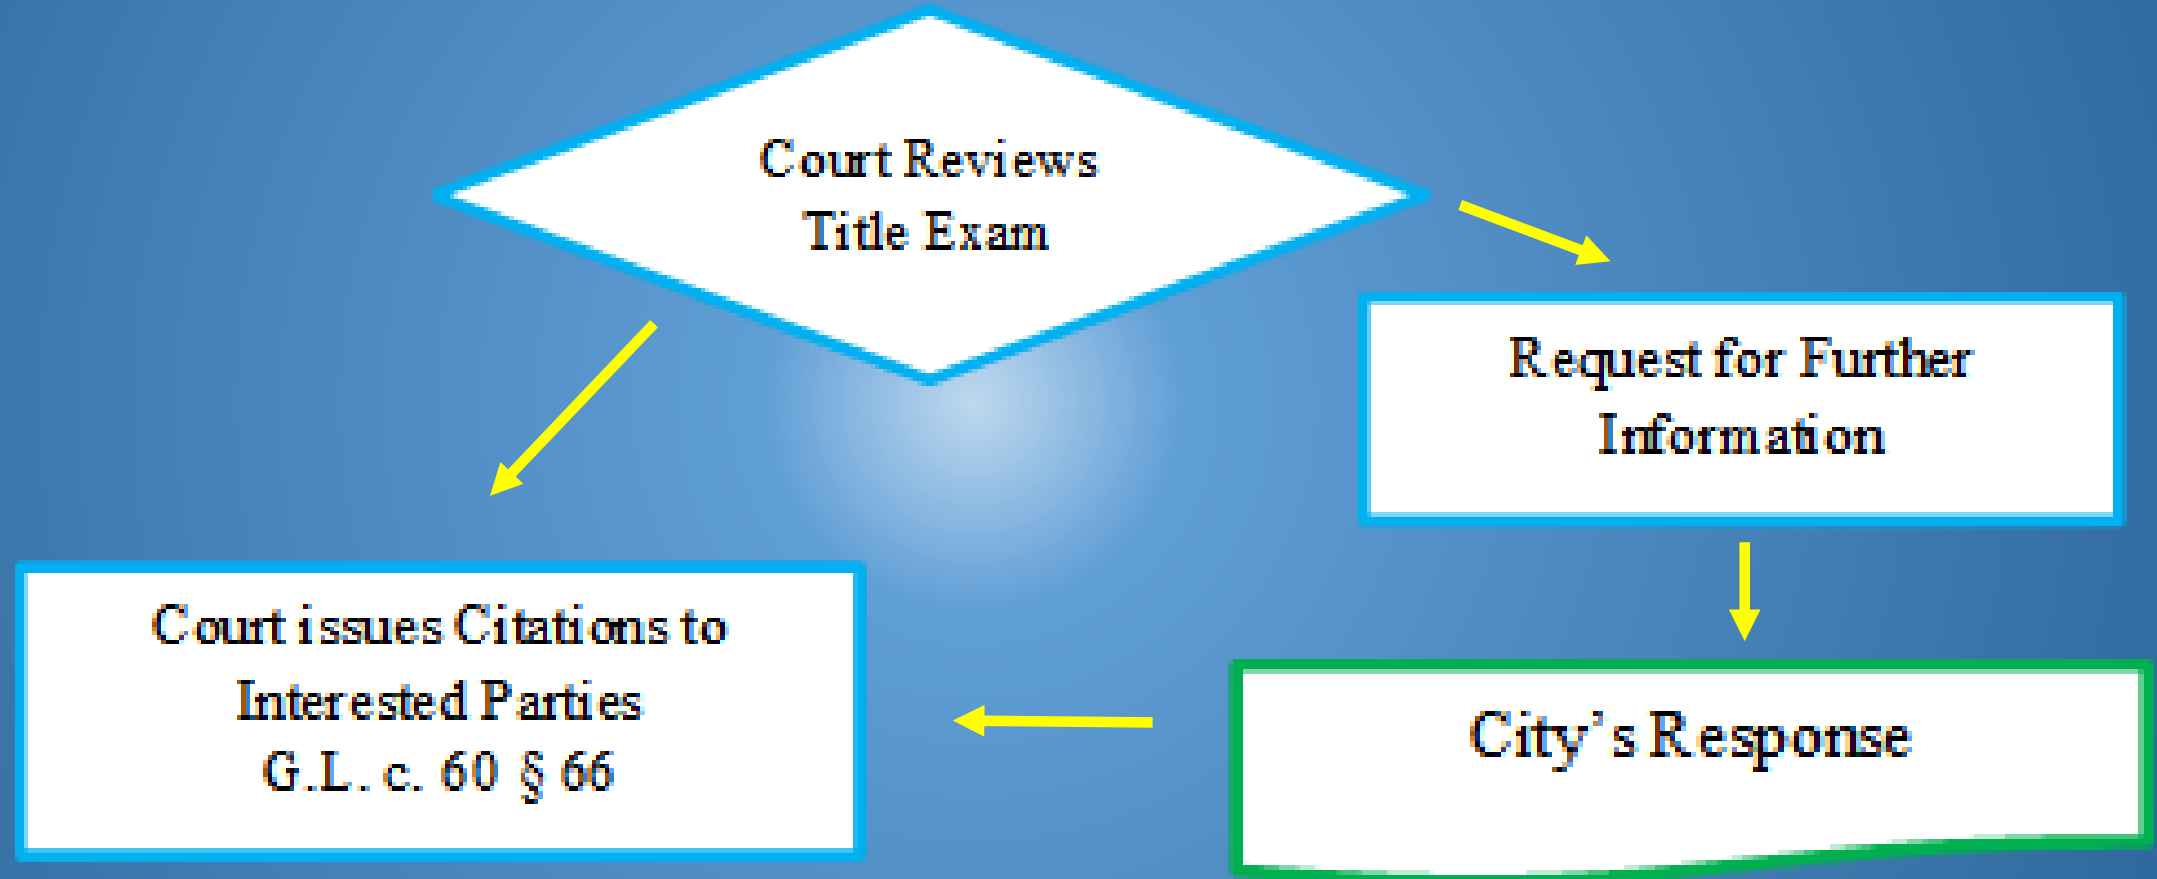 Court Reviews
Title Exam
Request for Further
Information
Court issues Citations to
Interested Parties
G.L. c. 60 § 66
City’s Response